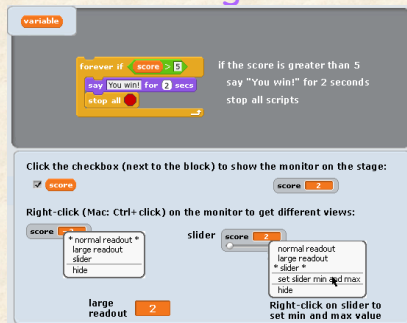 variable
forever if score > 5
say You win! for 2 secs
stop all
if the score is greater than 5
say "You win!" for 2 seconds
stop all scripts
Click the checkbox (next to the block) to show the monitor on the stage:
score
score 2
Right-click (Mac: Ctrl+click) on the monitor to get different views:
score 2
* normal readout *
large readout
slider
hide
slider
score 2
normal readout
large readout
* slider *
set slider min and max
hide
large
readout
2
Right-click on slider to
set min and max value